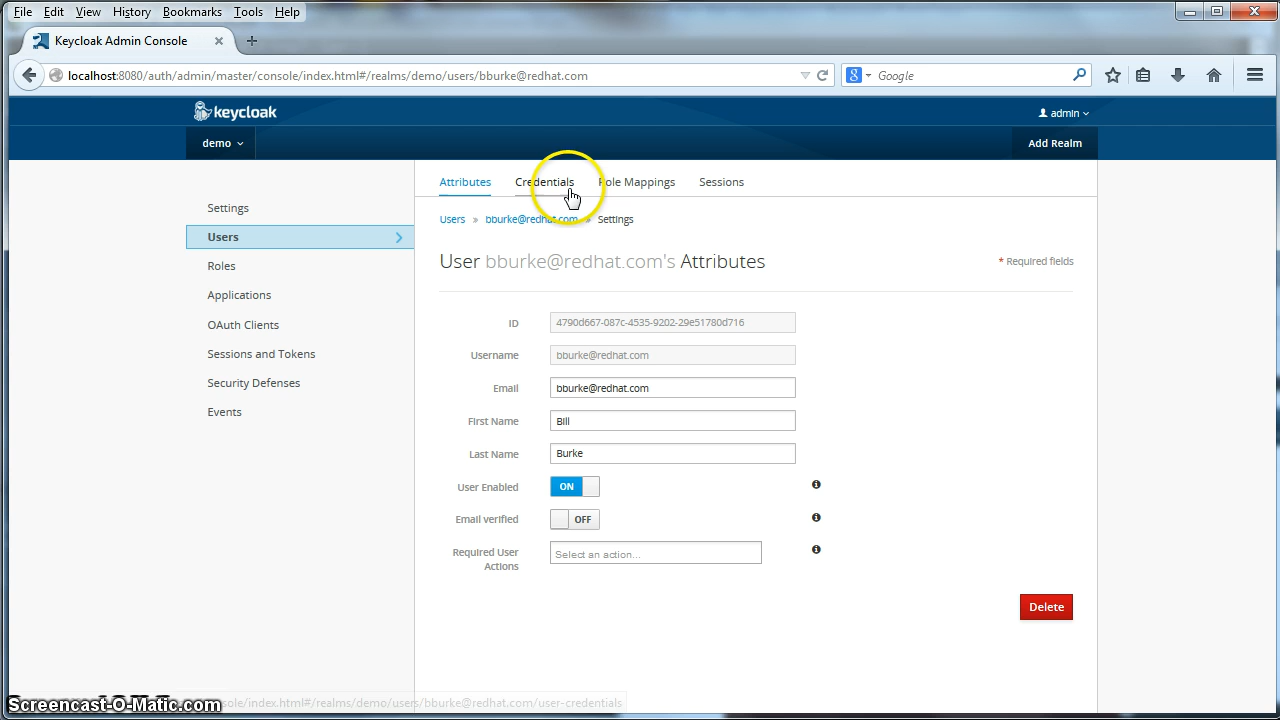 File Edit View History Bookmarks Tools Help
Keycloak Admin Console
localhost:8080/auth/admin/master/console/index.html#/realms/demo/users/bburke@redhat.com
Google
keycloak
admin
demo
Add Realm
Attributes Credentials Role Mappings Sessions
Settings
Users
Roles
Applications
OAuth Clients
Sessions and Tokens
Security Defenses
Events
Users » bburke@redhat.com » Settings
User bburke@redhat.com's Attributes
* Required fields
ID 4790d667-087c-4535-9202-29e51780d716
Username bburke@redhat.com
Email bburke@redhat.com
First Name Bill
Last Name Burke
User Enabled ON
Email verified OFF
Required User Actions Select an action...
Delete
/index.html#/realms/demo/users/bburke@redhat.com/user-credentials
Screencast-O-Matic.com